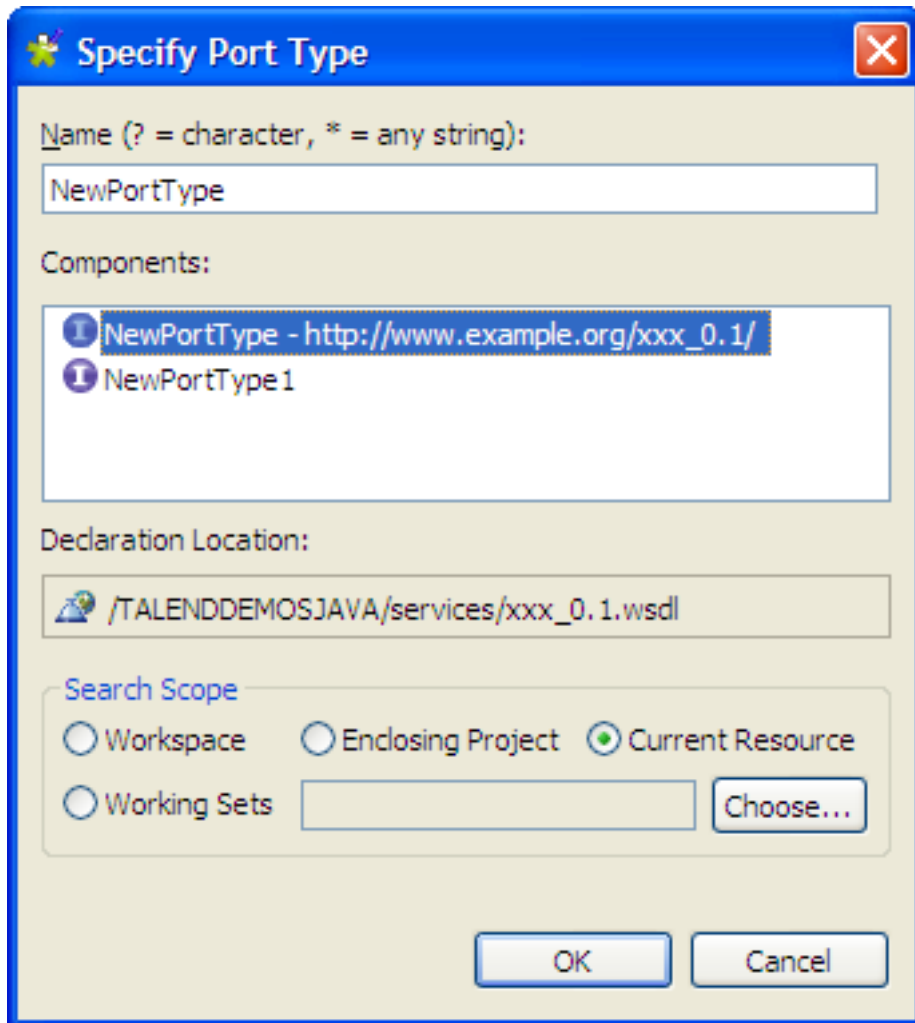 Specify Port Type
Name (? = character, * = any string):
NewPortType
Components:
NewPortType - http://www.example.org/xxx_0.1/
NewPortType1
Declaration Location:
/TALENDDEMOSJAVA/services/xxx_0.1.wsdl
Search Scope
Workspace Enclosing Project Current Resource
Working Sets Choose...
OK Cancel